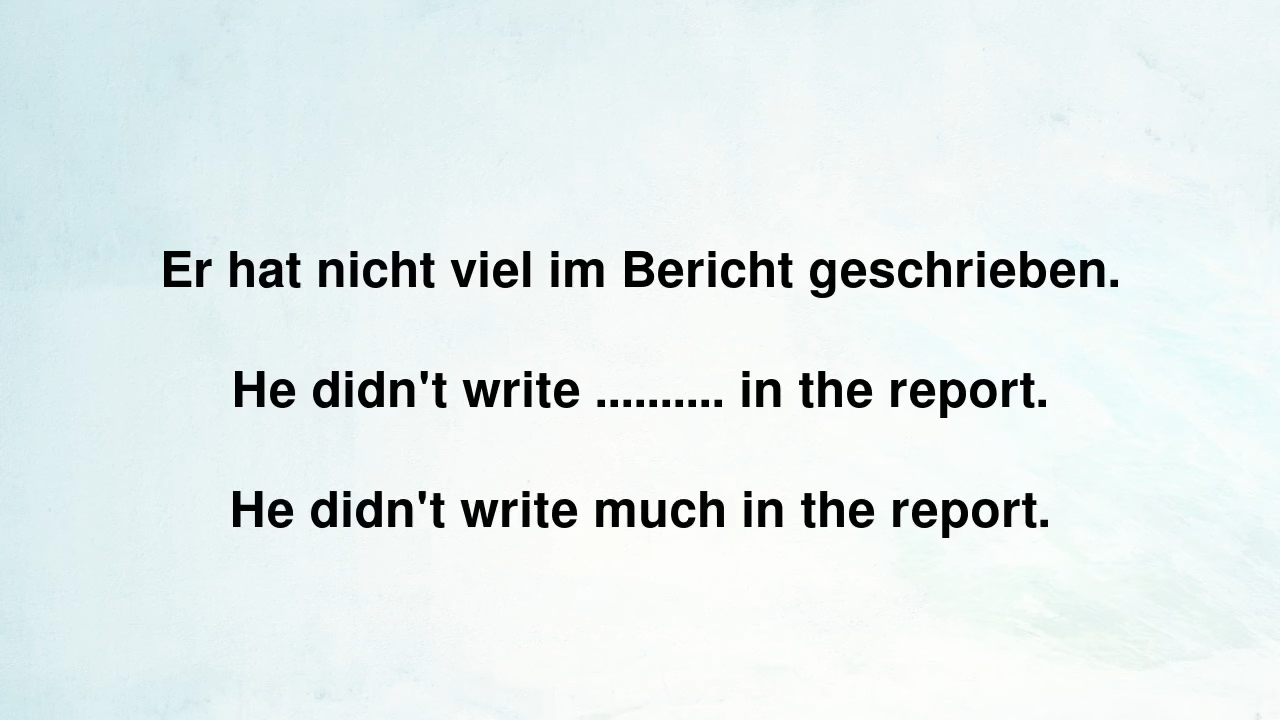 Er hat nicht viel im Bericht geschrieben.
He didn't write .......... in the report.
He didn't write much in the report.